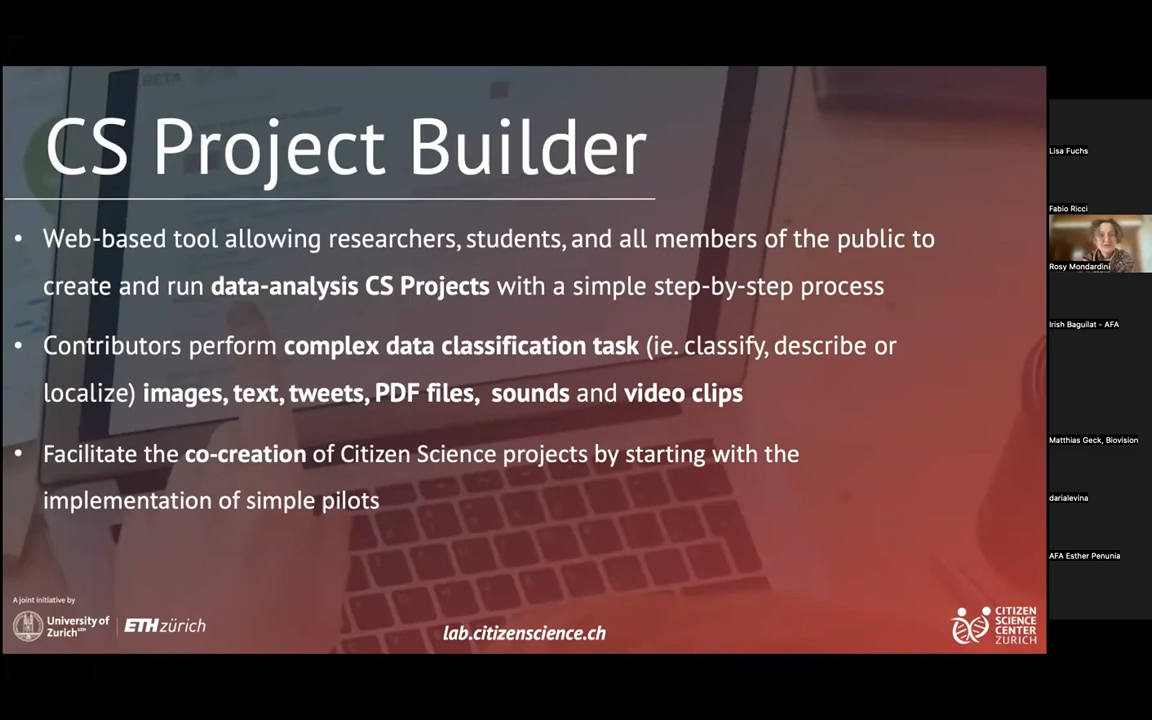 BETA
CS Project Builder
• Web-based tool allowing researchers, students, and all members of the public to
create and run data-analysis CS Projects with a simple step-by-step process
• Contributors perform complex data classification task (ie. classify, describe or
localize) images, text, tweets, PDF files, sounds and video clips
• Facilitate the co-creation of Citizen Science projects by starting with the
implementation of simple pilots
A joint initiative by
University of
Zurich UZH
ETH zürich
lab.citizenscience.ch
CITIZEN
SCIENCE
CENTER
ZURICH
Lisa Fuchs
Fabio Ricci
Rosy Mondardini
Irish Baguilat - AFA
Matthias Geck, Biovision
darialevina
AFA Esther Penunia